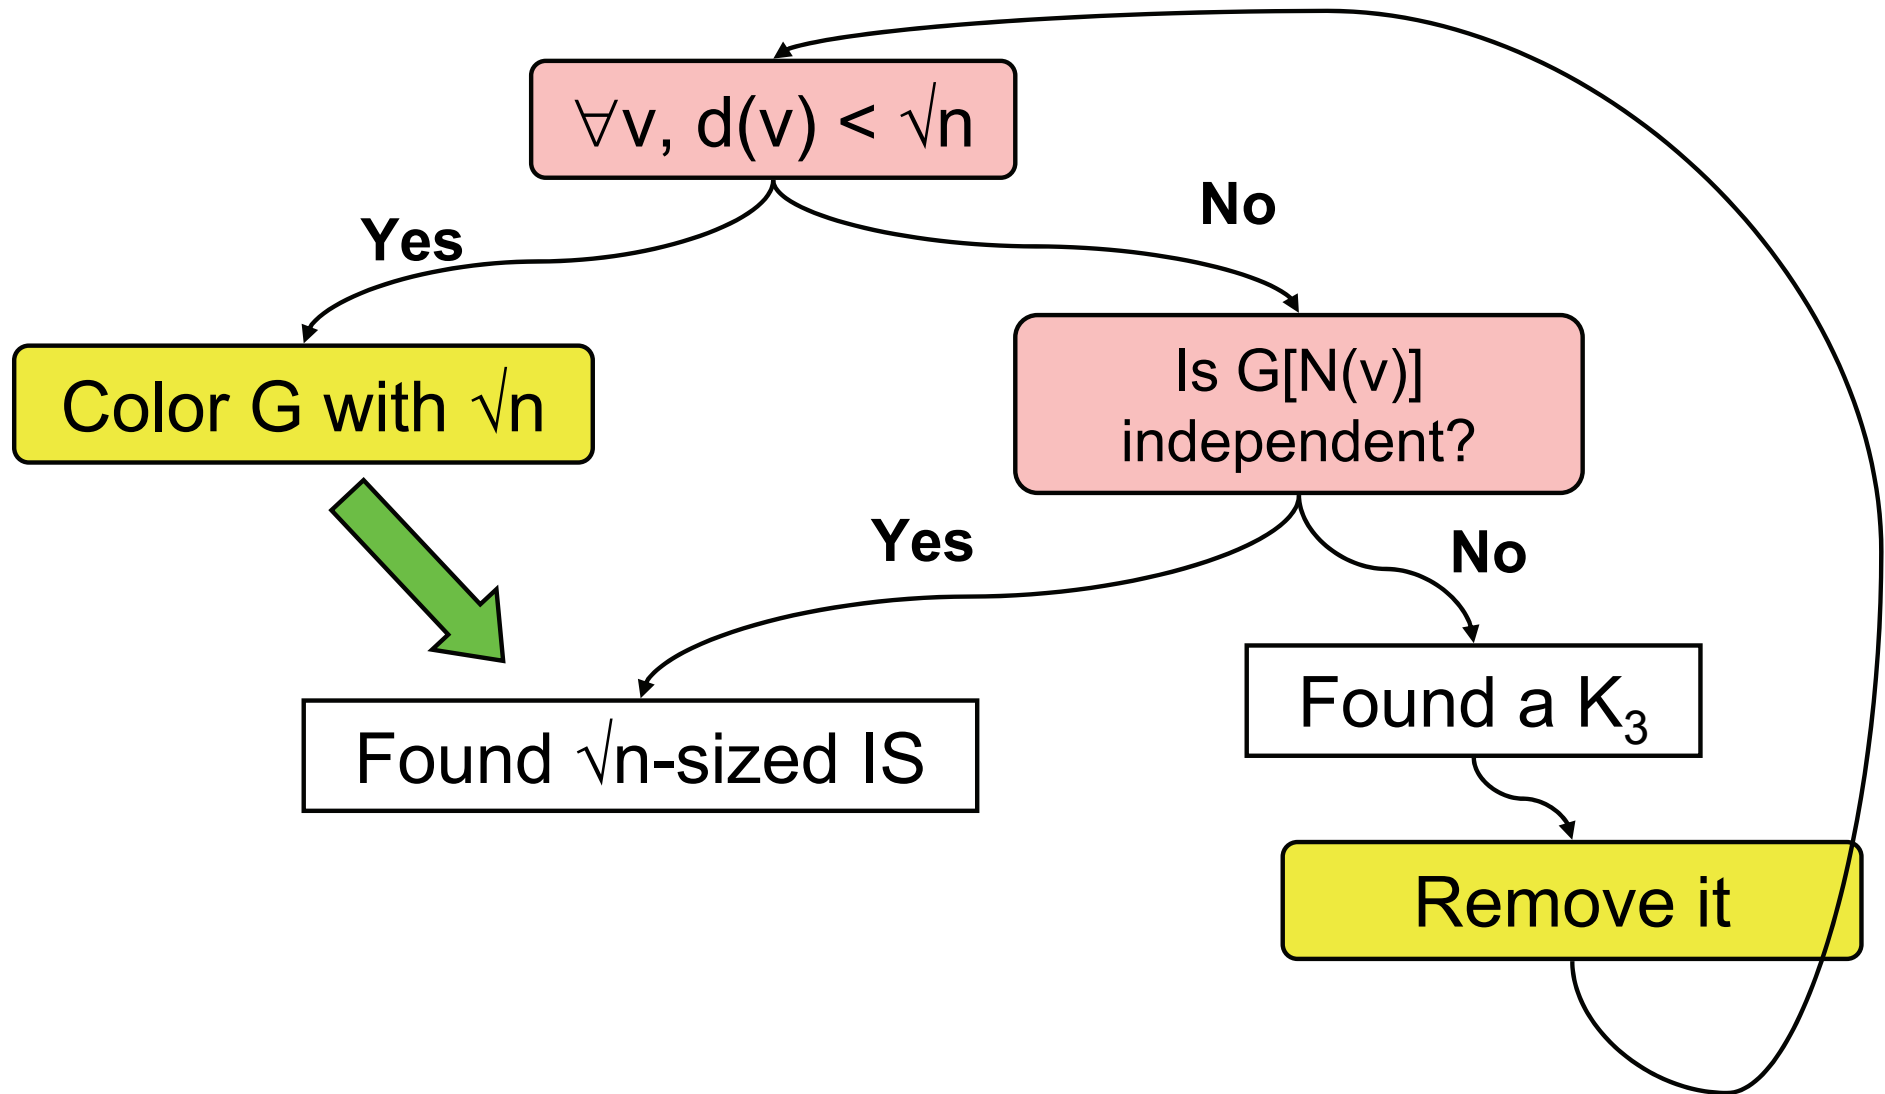 ∀v, d(v) < √n
Yes
No
Color G with √n
Is G[N(v)]
independent?
Yes
No
Found a K₃
Found √n-sized IS
Remove it